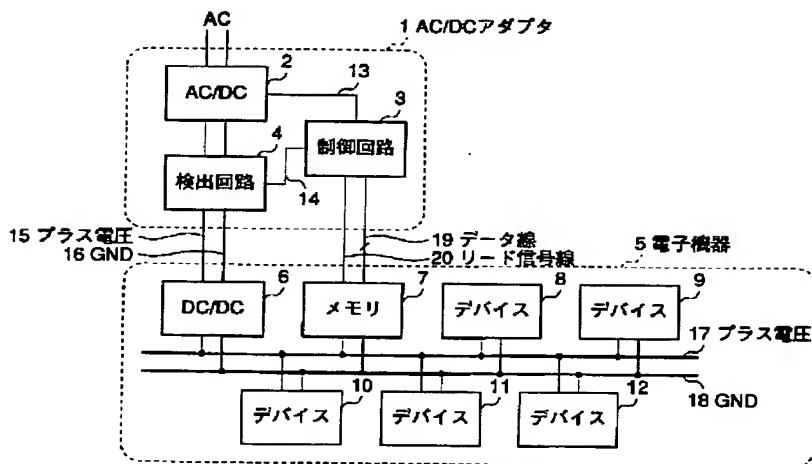 AC
1 AC/DCアダプタ
2
13
AC/DC
3
4
制御回路
検出回路
14
15 プラス電圧
16 GND
19 データ線
20 リード信号線
5 電子機器
6
7
8
9
DC/DC
メモリ
デバイス
デバイス
17 プラス電圧
18 GND
10
11
12
デバイス
デバイス
デバイス